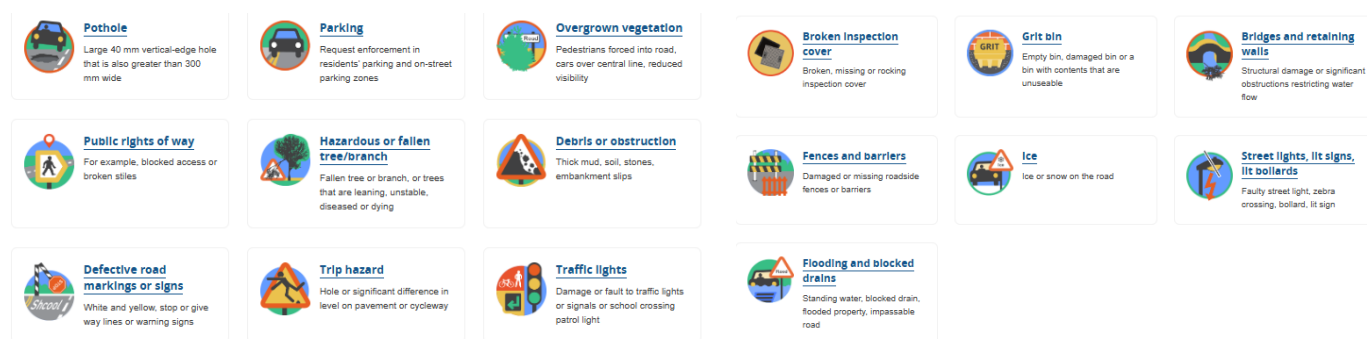 Pothole
Large 40 mm vertical-edge hole
that is also greater than 300
mm wide
Parking
Request enforcement in
residents' parking and on-street
parking zones
Road
Overgrown vegetation
Pedestrians forced into road,
cars over central line, reduced
visibility
Public rights of way
For example, blocked access or
broken stiles
Hazardous or fallen
tree/branch
Fallen tree or branch, or trees
that are leaning, unstable,
diseased or dying
Debris or obstruction
Thick mud, soil, stones,
embankment slips
Shcool
Defective road
markings or signs
White and yellow, stop or give
way lines or warning signs
Trip hazard
Hole or significant difference in
level on pavement or cycleway
Traffic lights
Damage or fault to traffic lights
or signals or school crossing
patrol light
Broken inspection
cover
Broken, missing or rocking
inspection cover
GRIT
Grit bin
Empty bin, damaged bin or a
bin with contents that are
unuseable
Bridges and retaining
walls
Structural damage or significant
obstructions restricting water
flow
Fences and barriers
Damaged or missing roadside
fences or barriers
Ice
Ice
Ice or snow on the road
Street lights, lit signs,
lit bollards
Faulty street light, zebra
crossing, bollard, lit sign
Flood
Flooding and blocked
drains
Standing water, blocked drain,
flooded property, impassable
road